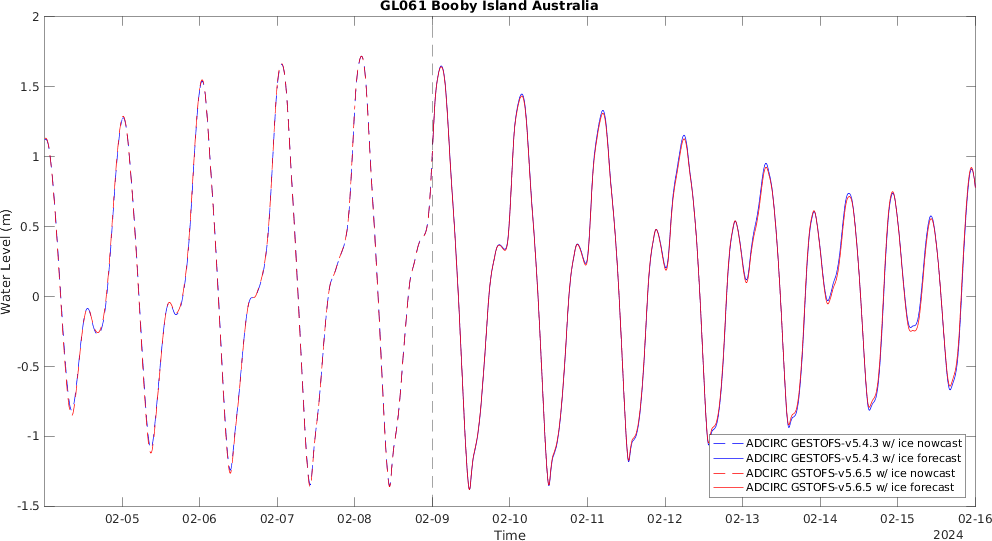 GL061 Booby Island Australia
2
1.5
1
0.5
0
-0.5
-1
-1.5
Water Level (m)
02-05 02-06 02-07 02-08 02-09 02-10 02-11 02-12 02-13 02-14 02-15 02-16
Time
2024
ADCIRC GESTOFS-v5.4.3 w/ ice nowcast
ADCIRC GESTOFS-v5.4.3 w/ ice forecast
ADCIRC GSTOFS-v5.6.5 w/ ice nowcast
ADCIRC GSTOFS-v5.6.5 w/ ice forecast